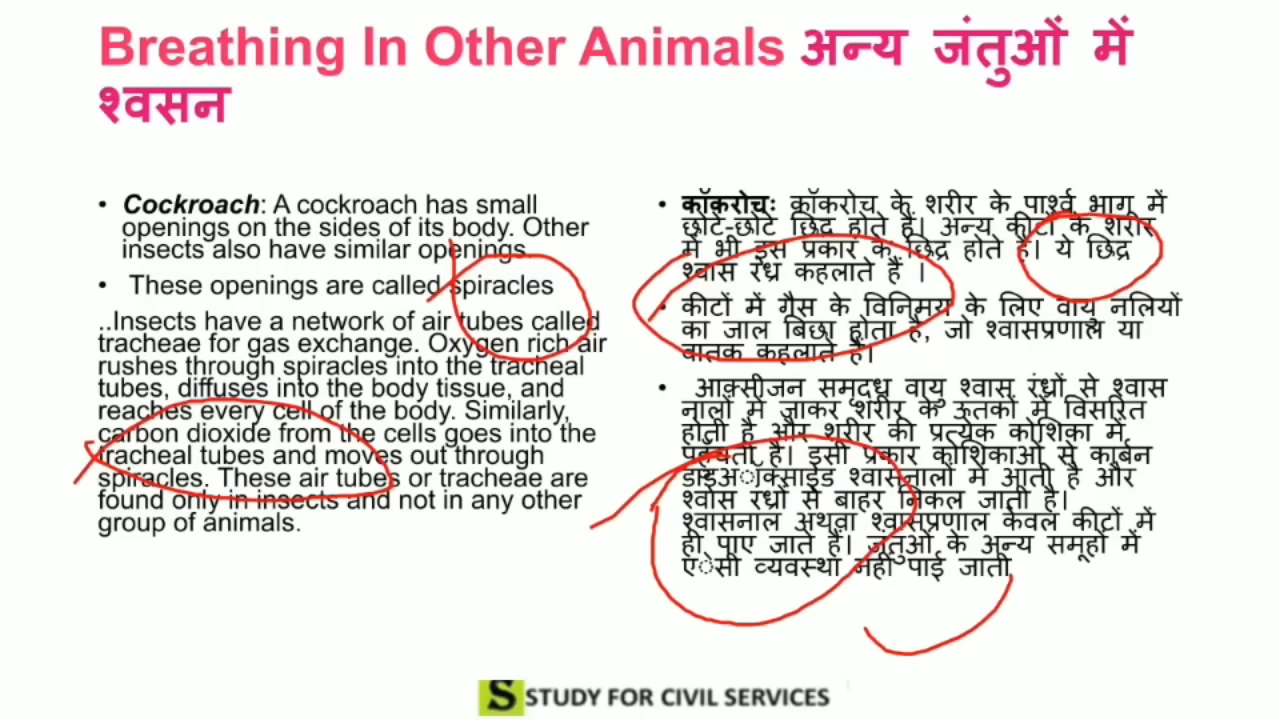 Breathing In Other Animals अन्य जंतुओं में
श्वसन
• Cockroach: A cockroach has small
openings on the sides of its body. Other
insects also have similar openings.
• These openings are called spiracles
..Insects have a network of air tubes called
tracheae for gas exchange. Oxygen rich air
rushes through spiracles into the tracheal
tubes, diffuses into the body tissue, and
reaches every cell of the body. Similarly,
carbon dioxide from the cells goes into the
tracheal tubes and moves out through
spiracles. These air tubes or tracheae are
found only in insects and not in any other
group of animals.
• कॉकरोच: कॉकरोच के शरीर के पार्श्व भाग में
छोटे-छोटे छिद्र होते हैं। अन्य कीटों के शरीर
में भी इस प्रकार के छिद्र होते हैं। ये छिद्र
श्वास रंध्र कहलाते हैं ।
• कीटों में गैस के विनिमय के लिए वायु नलियों
का जाल बिछा होता है, जो श्वासप्रणाल या
वातक कहलाते हैं।
• आक्सीजन समृद्ध वायु श्वास रंध्रों से श्वास
नालों में जाकर शरीर के ऊतकों में विसरित
होती है और शरीर की प्रत्येक कोशिका में
पहुँचती है। इसी प्रकार कोशिकाओं से कार्बन
डाइअॉक्साइड श्वासनालों में आती है और
श्वास रंध्रों से बाहर निकल जाती है।
श्वासनाल अथवा श्वासप्रणाल केवल कीटों में
ही पाए जाते हैं। जंतुओं के अन्य समूहों में
एेसी व्यवस्था नहीं पाई जाती
S STUDY FOR CIVIL SERVICES